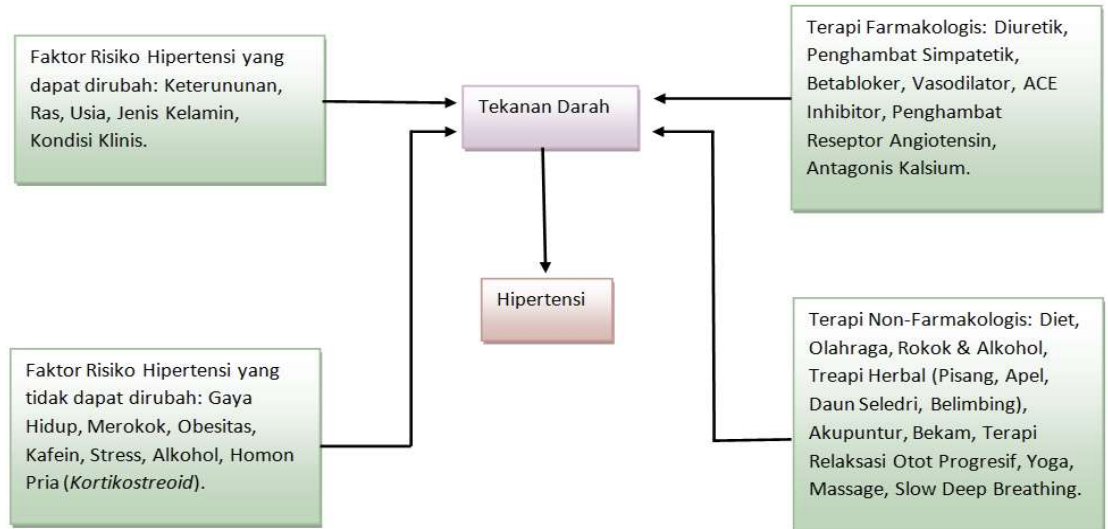 Faktor Risiko Hipertensi yang
dapat dirubah: Keterununan,
Ras, Usia, Jenis Kelamin,
Kondisi Klinis.
Tekanan Darah
Terapi Farmakologis: Diuretik,
Penghambat Simpatetik,
Betabloker, Vasodilator, ACE
Inhibitor, Penghambat
Reseptor Angiotensin,
Antagonis Kalsium.
Hipertensi
Faktor Risiko Hipertensi yang
tidak dapat dirubah: Gaya
Hidup, Merokok, Obesitas,
Kafein, Stress, Alkohol, Homon
Pria (Kortikostreoid).
Terapi Non-Farmakologis: Diet,
Olahraga, Rokok & Alkohol,
Treapi Herbal (Pisang, Apel,
Daun Seledri, Belimbing),
Akupuntur, Bekam, Terapi
Relaksasi Otot Progresif, Yoga,
Massage, Slow Deep Breathing.